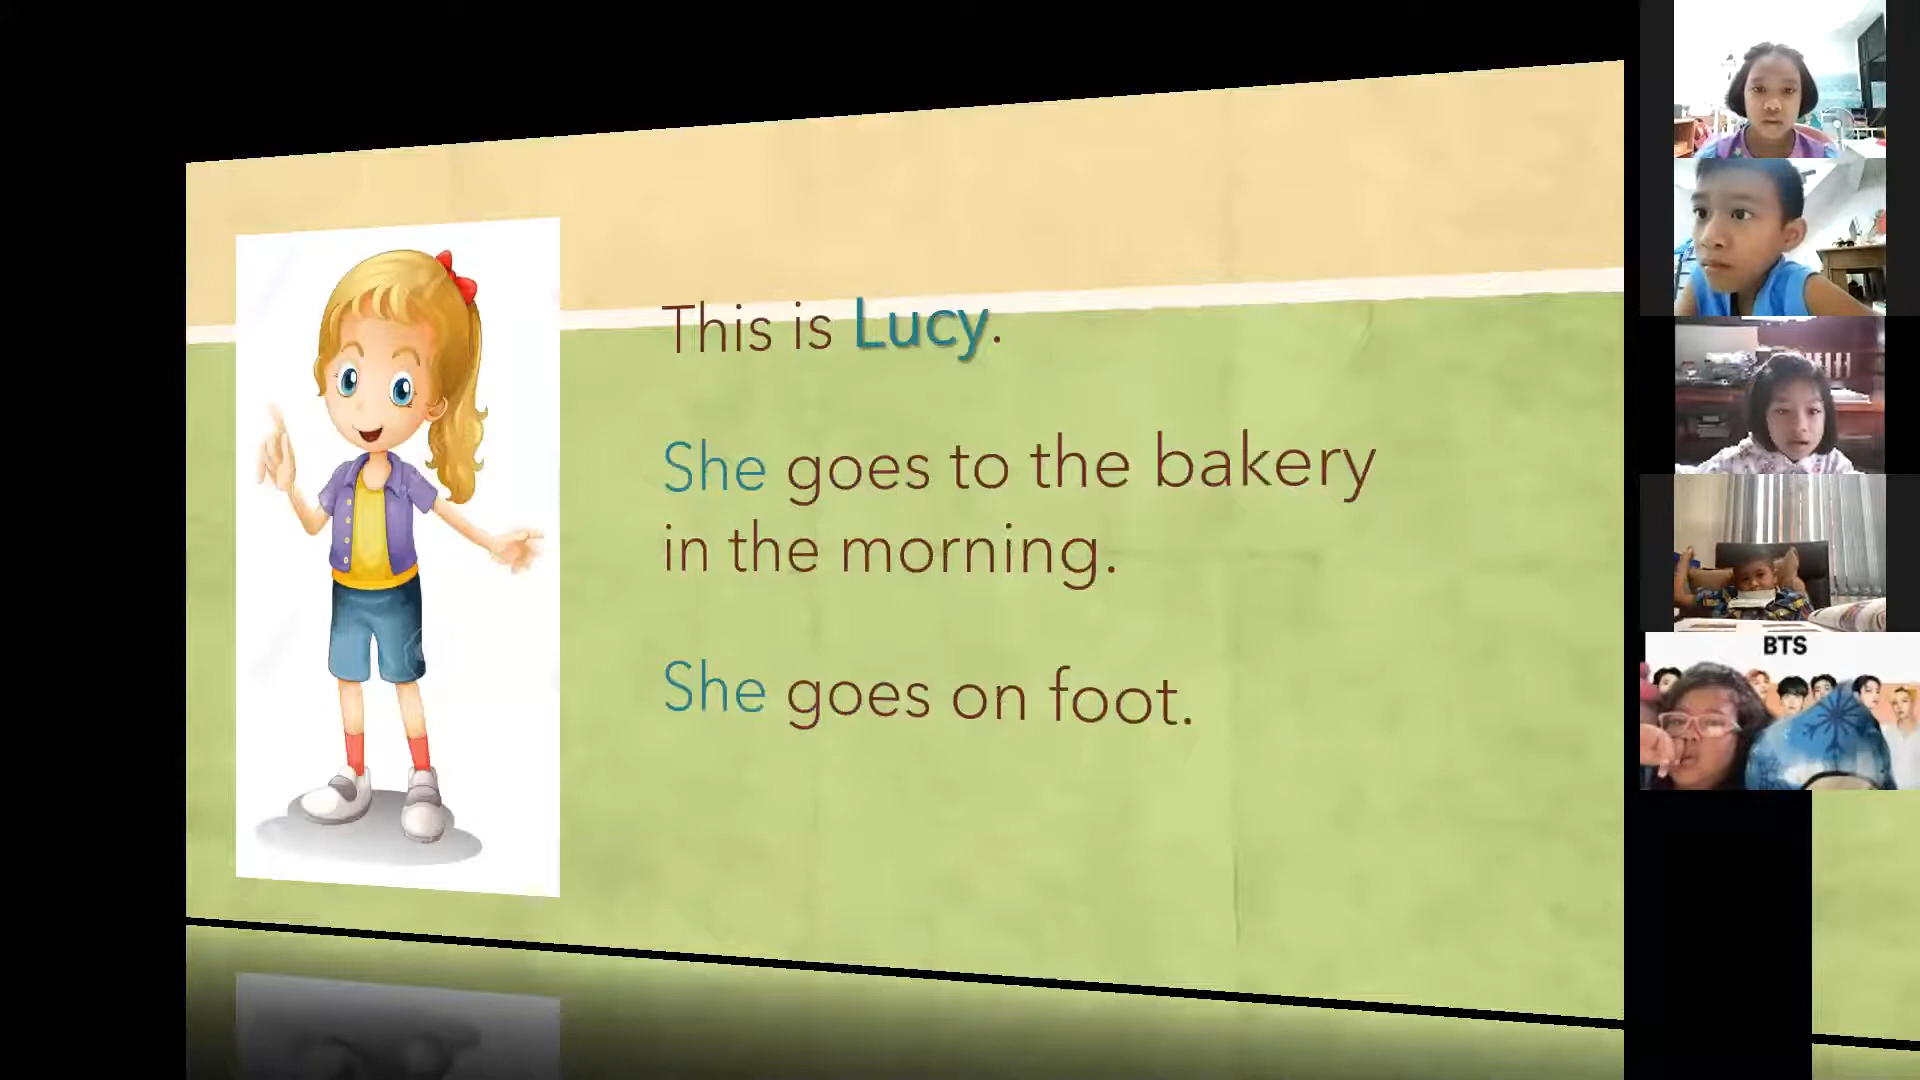 This is Lucy.
She goes to the bakery
in the morning.
She goes on foot.
BTS